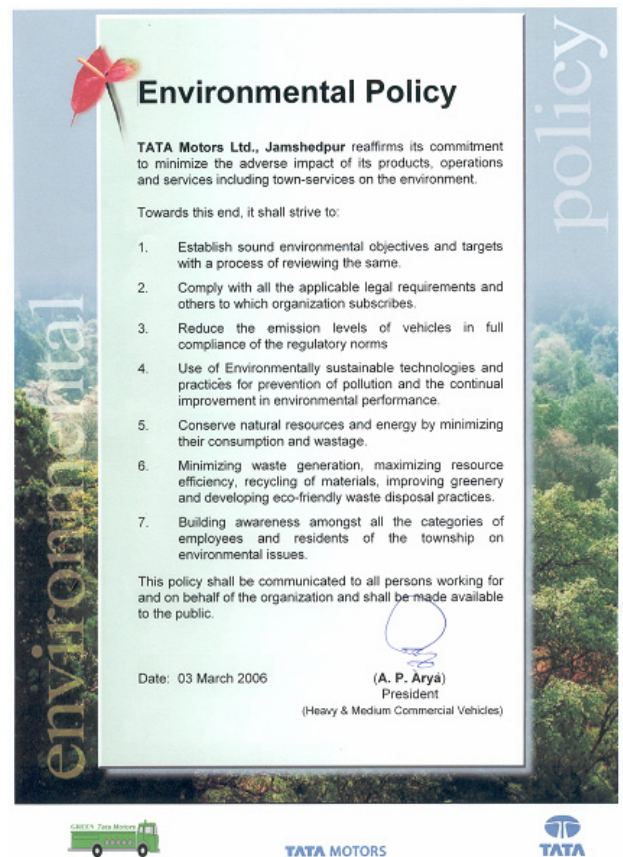 policy
environmental
Environmental Policy
TATA Motors Ltd., Jamshedpur reaffirms its commitment
to minimize the adverse impact of its products, operations
and services including town-services on the environment.
Towards this end, it shall strive to:
1. Establish sound environmental objectives and targets
with a process of reviewing the same.
2. Comply with all the applicable legal requirements and
others to which organization subscribes.
3. Reduce the emission levels of vehicles in full
compliance of the regulatory norms
4. Use of Environmentally sustainable technologies and
practices for prevention of pollution and the continual
improvement in environmental performance.
5. Conserve natural resources and energy by minimizing
their consumption and wastage.
6. Minimizing waste generation, maximizing resource
efficiency, recycling of materials, improving greenery
and developing eco-friendly waste disposal practices.
7. Building awareness amongst all the categories of
employees and residents of the township on
environmental issues.
This policy shall be communicated to all persons working for
and on behalf of the organization and shall be made available
to the public.
Date: 03 March 2006
(A. P. Arya)
President
(Heavy & Medium Commercial Vehicles)
GREEN Tata Motors
TATA MOTORS
TATA